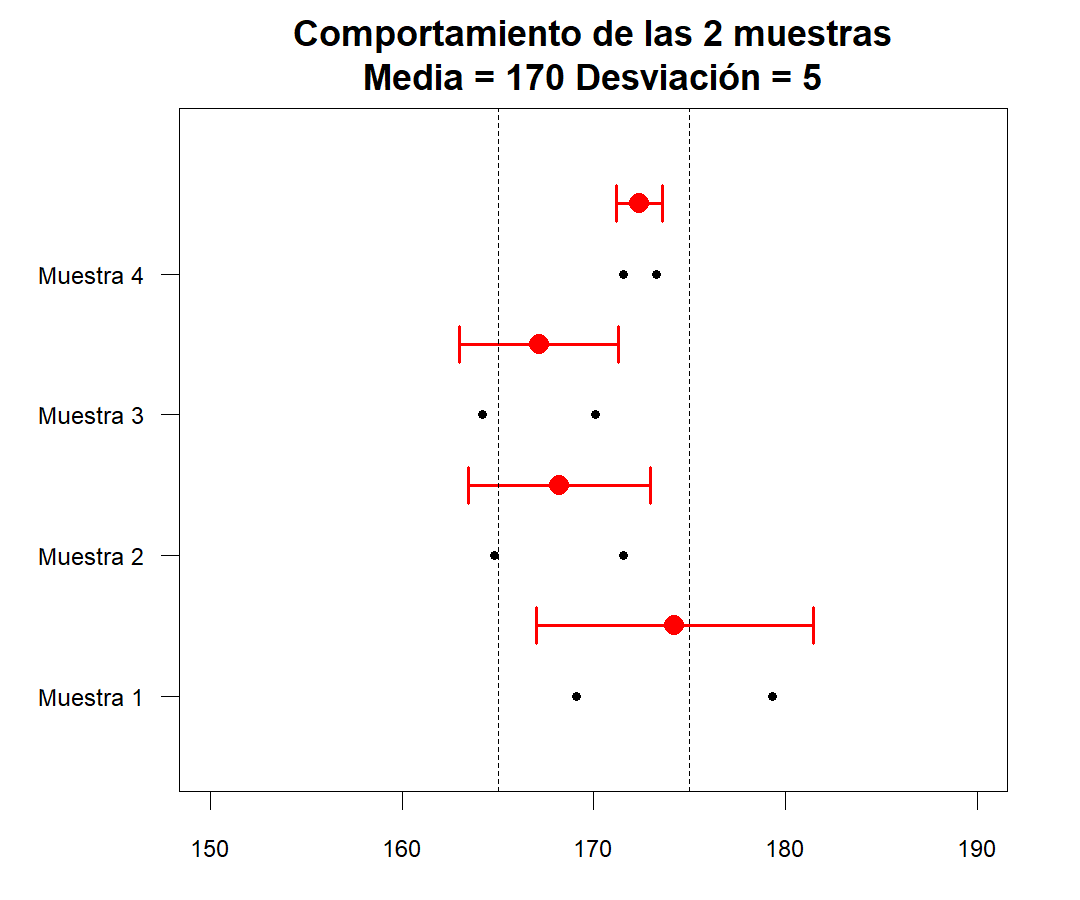 Comportamiento de las 2 muestras
Media = 170 Desviación = 5
Muestra 4
Muestra 3
Muestra 2
Muestra 1
150 160 170 180 190